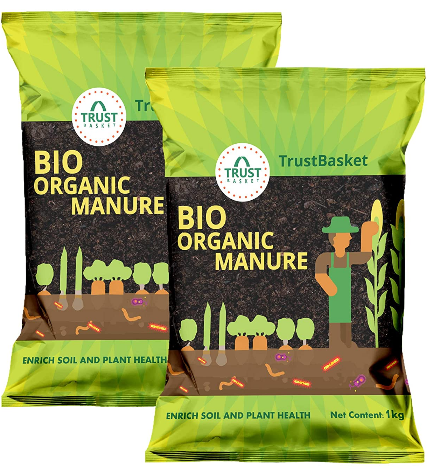 TRUST
BASKET
Tru
BIO
ORGANIC
MANURE
ENRICH SOIL AND PLANT HEALTH
TRUST
BASKET
TrustBasket
BIO
ORGANIC
MANURE
ENRICH SOIL AND PLANT HEALTH
Net Content: 1kg